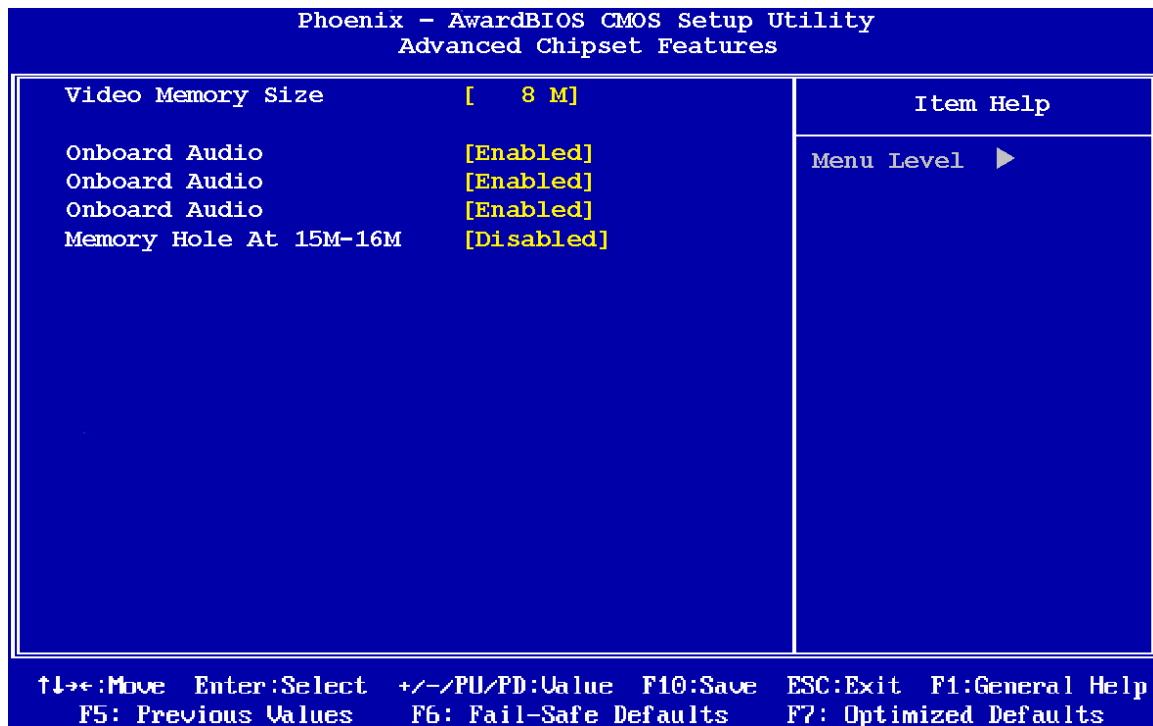 Phoenix – AwardBIOS CMOS Setup Utility
Advanced Chipset Features
Video Memory Size [ 8 M]
Onboard Audio [Enabled]
Onboard Audio [Enabled]
Onboard Audio [Enabled]
Memory Hole At 15M-16M [Disabled]
Item Help
Menu Level ▶
↑↓→←:Move Enter:Select +/-/PU/PD:Value F10:Save ESC:Exit F1:General Help
F5: Previous Values F6: Fail-Safe Defaults F7: Optimized Defaults